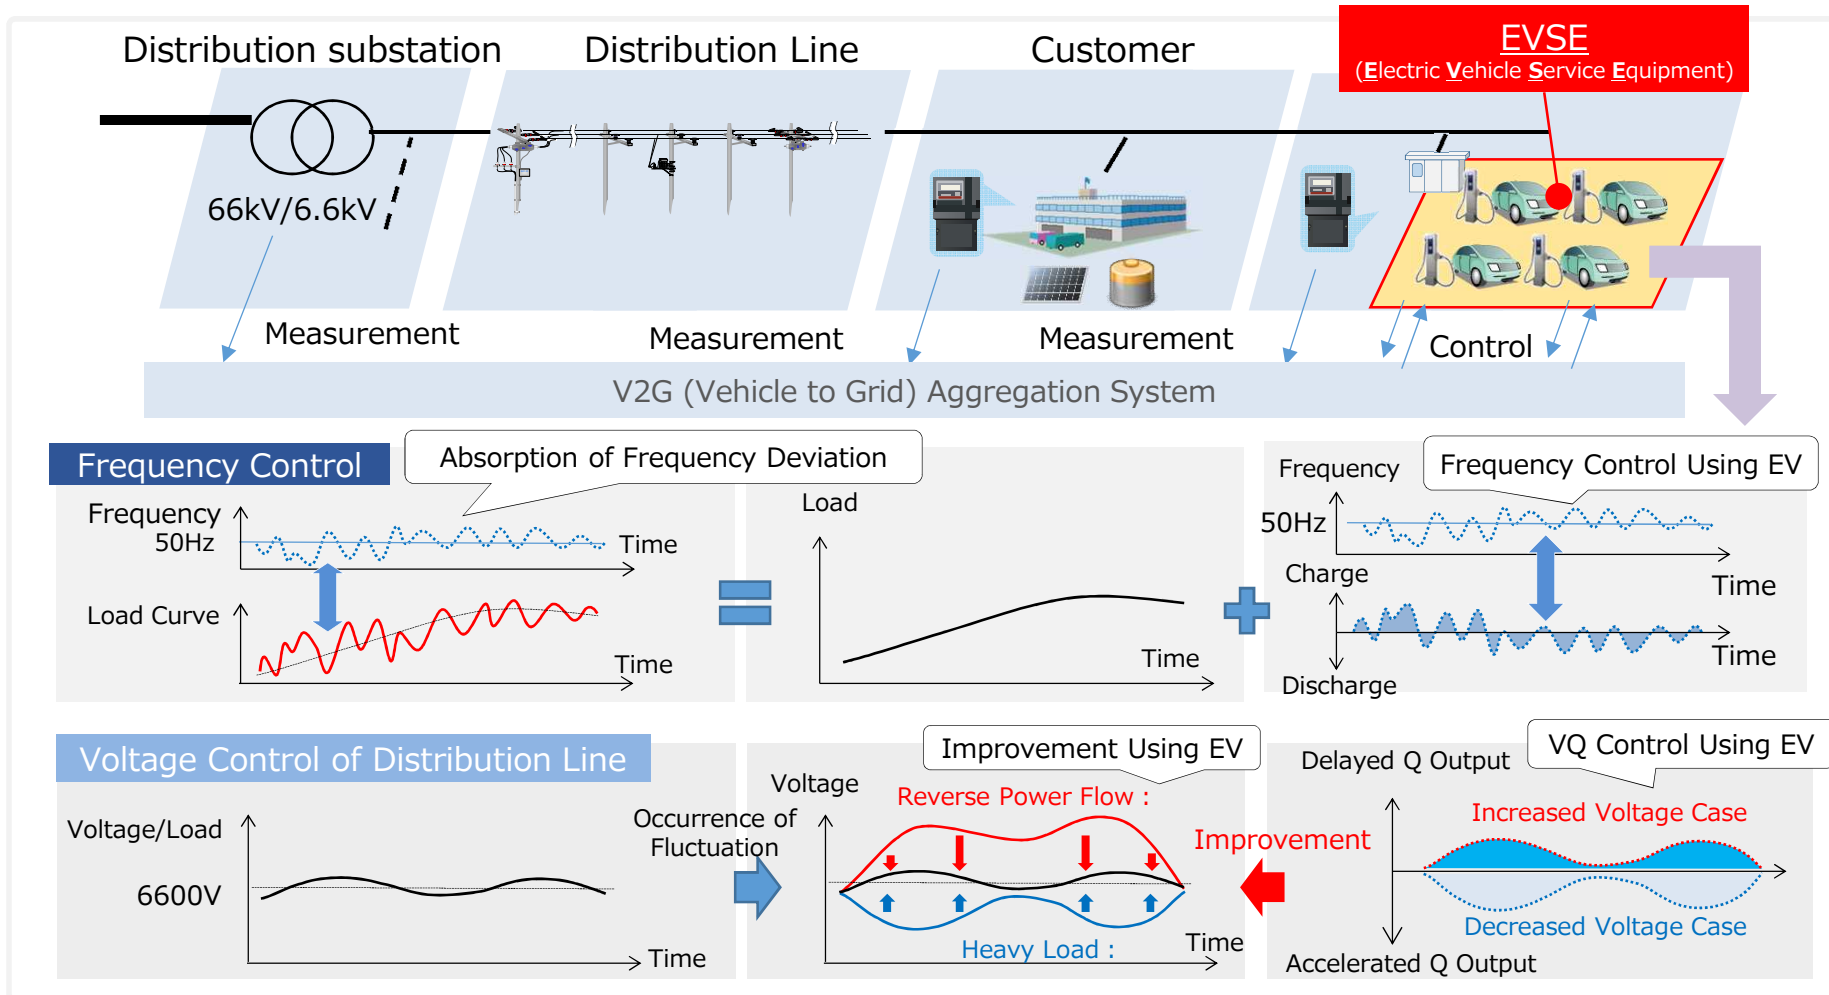 Distribution substation
Distribution Line
Customer
EVSE
(Electric Vehicle Service Equipment)
66kV/6.6kV
Measurement
Measurement
Measurement
Control
V2G (Vehicle to Grid) Aggregation System
Frequency Control
Absorption of Frequency Deviation
Frequency
50Hz
Time
Load Curve
Time
Load
Time
Frequency
Frequency Control Using EV
50Hz
Charge
Time
Time
Discharge
Voltage Control of Distribution Line
Voltage/Load
6600V
Time
Occurrence of
Fluctuation
Improvement Using EV
Voltage
Reverse Power Flow :
Heavy Load :
Time
Improvement
VQ Control Using EV
Delayed Q Output
Increased Voltage Case
Decreased Voltage Case
Accelerated Q Output